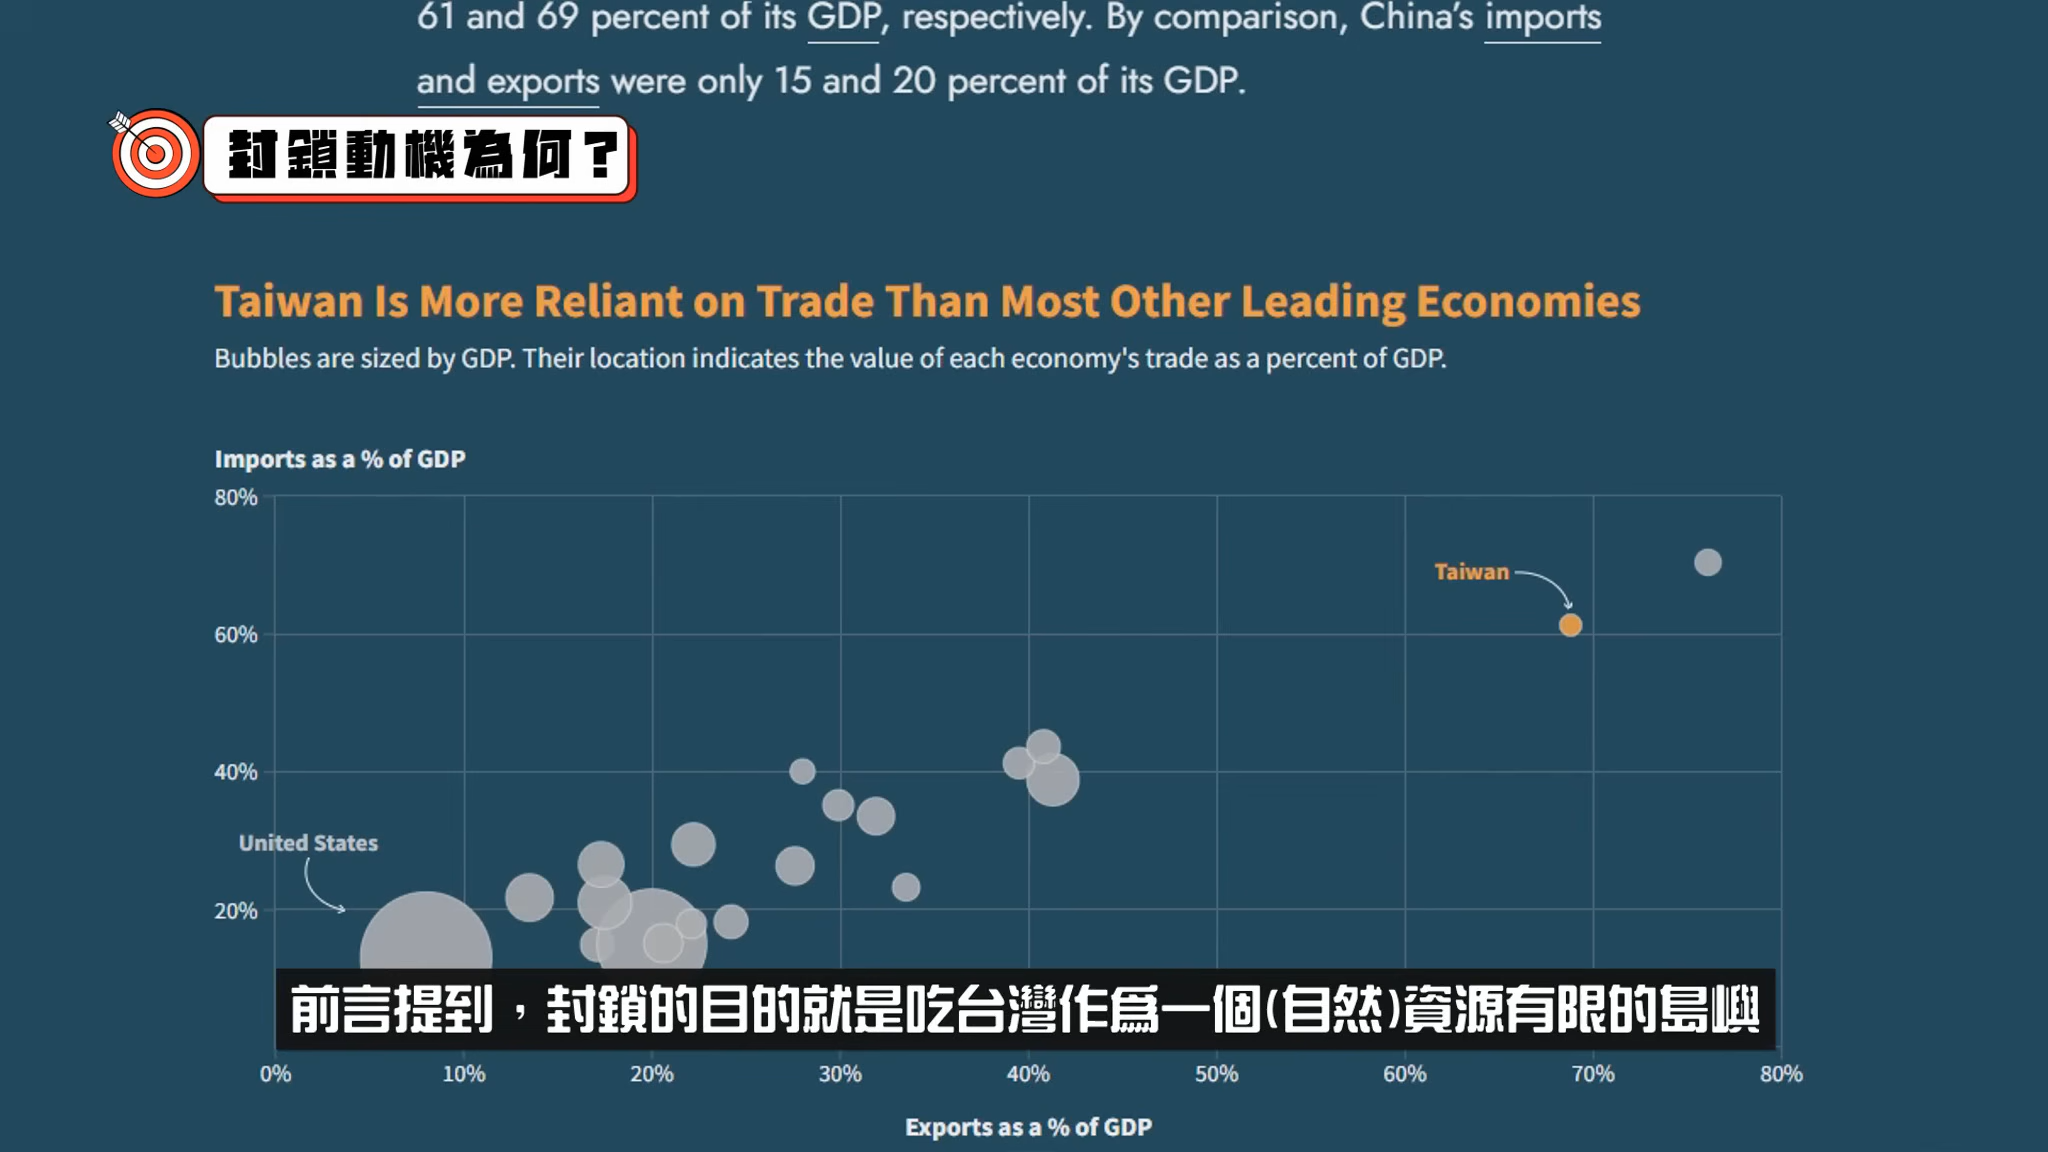 61 and 69 percent of its GDP, respectively. By comparison, China’s imports
and exports were only 15 and 20 percent of its GDP.
封鎖動機為何？
Taiwan Is More Reliant on Trade Than Most Other Leading Economies
Bubbles are sized by GDP. Their location indicates the value of each economy's trade as a percent of GDP.
Imports as a % of GDP
80%
Taiwan
60%
40%
United States
20%
前言提到，封鎖的目的就是吃台灣作為一個(自然)資源有限的島嶼
0% 10% 20% 30% 40% 50% 60% 70% 80%
Exports as a % of GDP